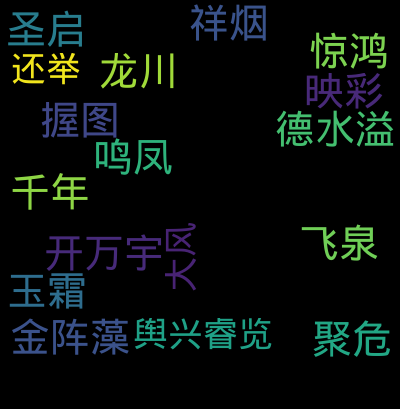 圣启
祥烟
还举
龙川
惊鸿
映彩
握图
德水溢
鸣凤
千年
开万宇
大风
飞泉
玉霜
金阵藻
舆兴睿览
聚危